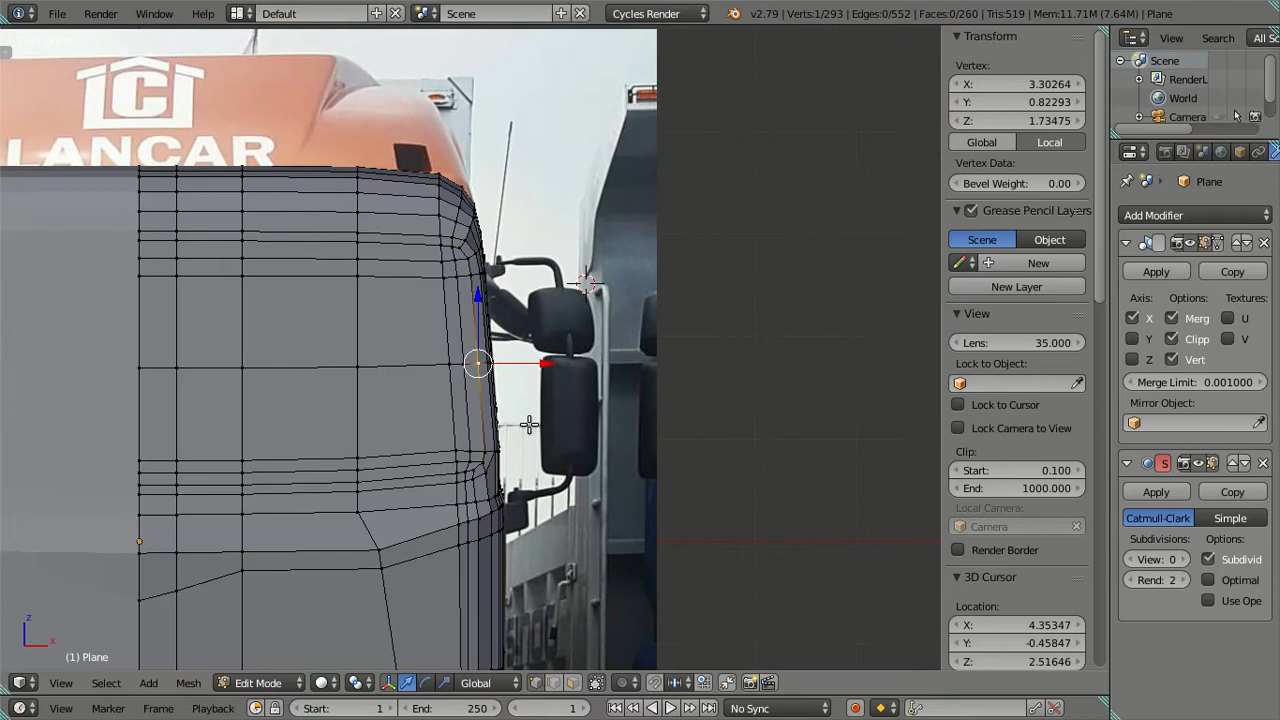 File Render Window Help Default Scene Cycles Render v2.79 | Verts:1/293 | Edges:0/552 | Faces:0/260 | Tris:519 | Mem:11.71M (7.64M) | Plane
C
LANCAR
Transform
Vertex:
X: 3.30264
Y: 0.82293
Z: 1.73475
Global Local
Vertex Data:
Bevel Weight: 0.00
Grease Pencil Layers
Scene Object
New
New Layer
View
Lens: 35.000
Lock to Object:
Lock to Cursor
Lock Camera to View
Clip:
Start: 0.100
End: 1000.000
Local Camera:
Camera
Render Border
3D Cursor
Location:
X: 4.35347
Y: -0.45847
Z: 2.51646
View Search All Sc
Scene
RenderL
World
Camera
Plane
Add Modifier
Apply Copy
Axis: Options: Textures:
X Merg U
Y Clipp V
Z Vert
Merge Limit: 0.001000
Mirror Object:
S
Apply Copy
Catmull-Clark Simple
Subdivisions: Options:
View: 0 Subdivid
Rend: 2 Optimal
Use Ope
z
x
(1) Plane
View Select Add Mesh Edit Mode Global
View Marker Frame Playback Start: 1 End: 250 1 No Sync